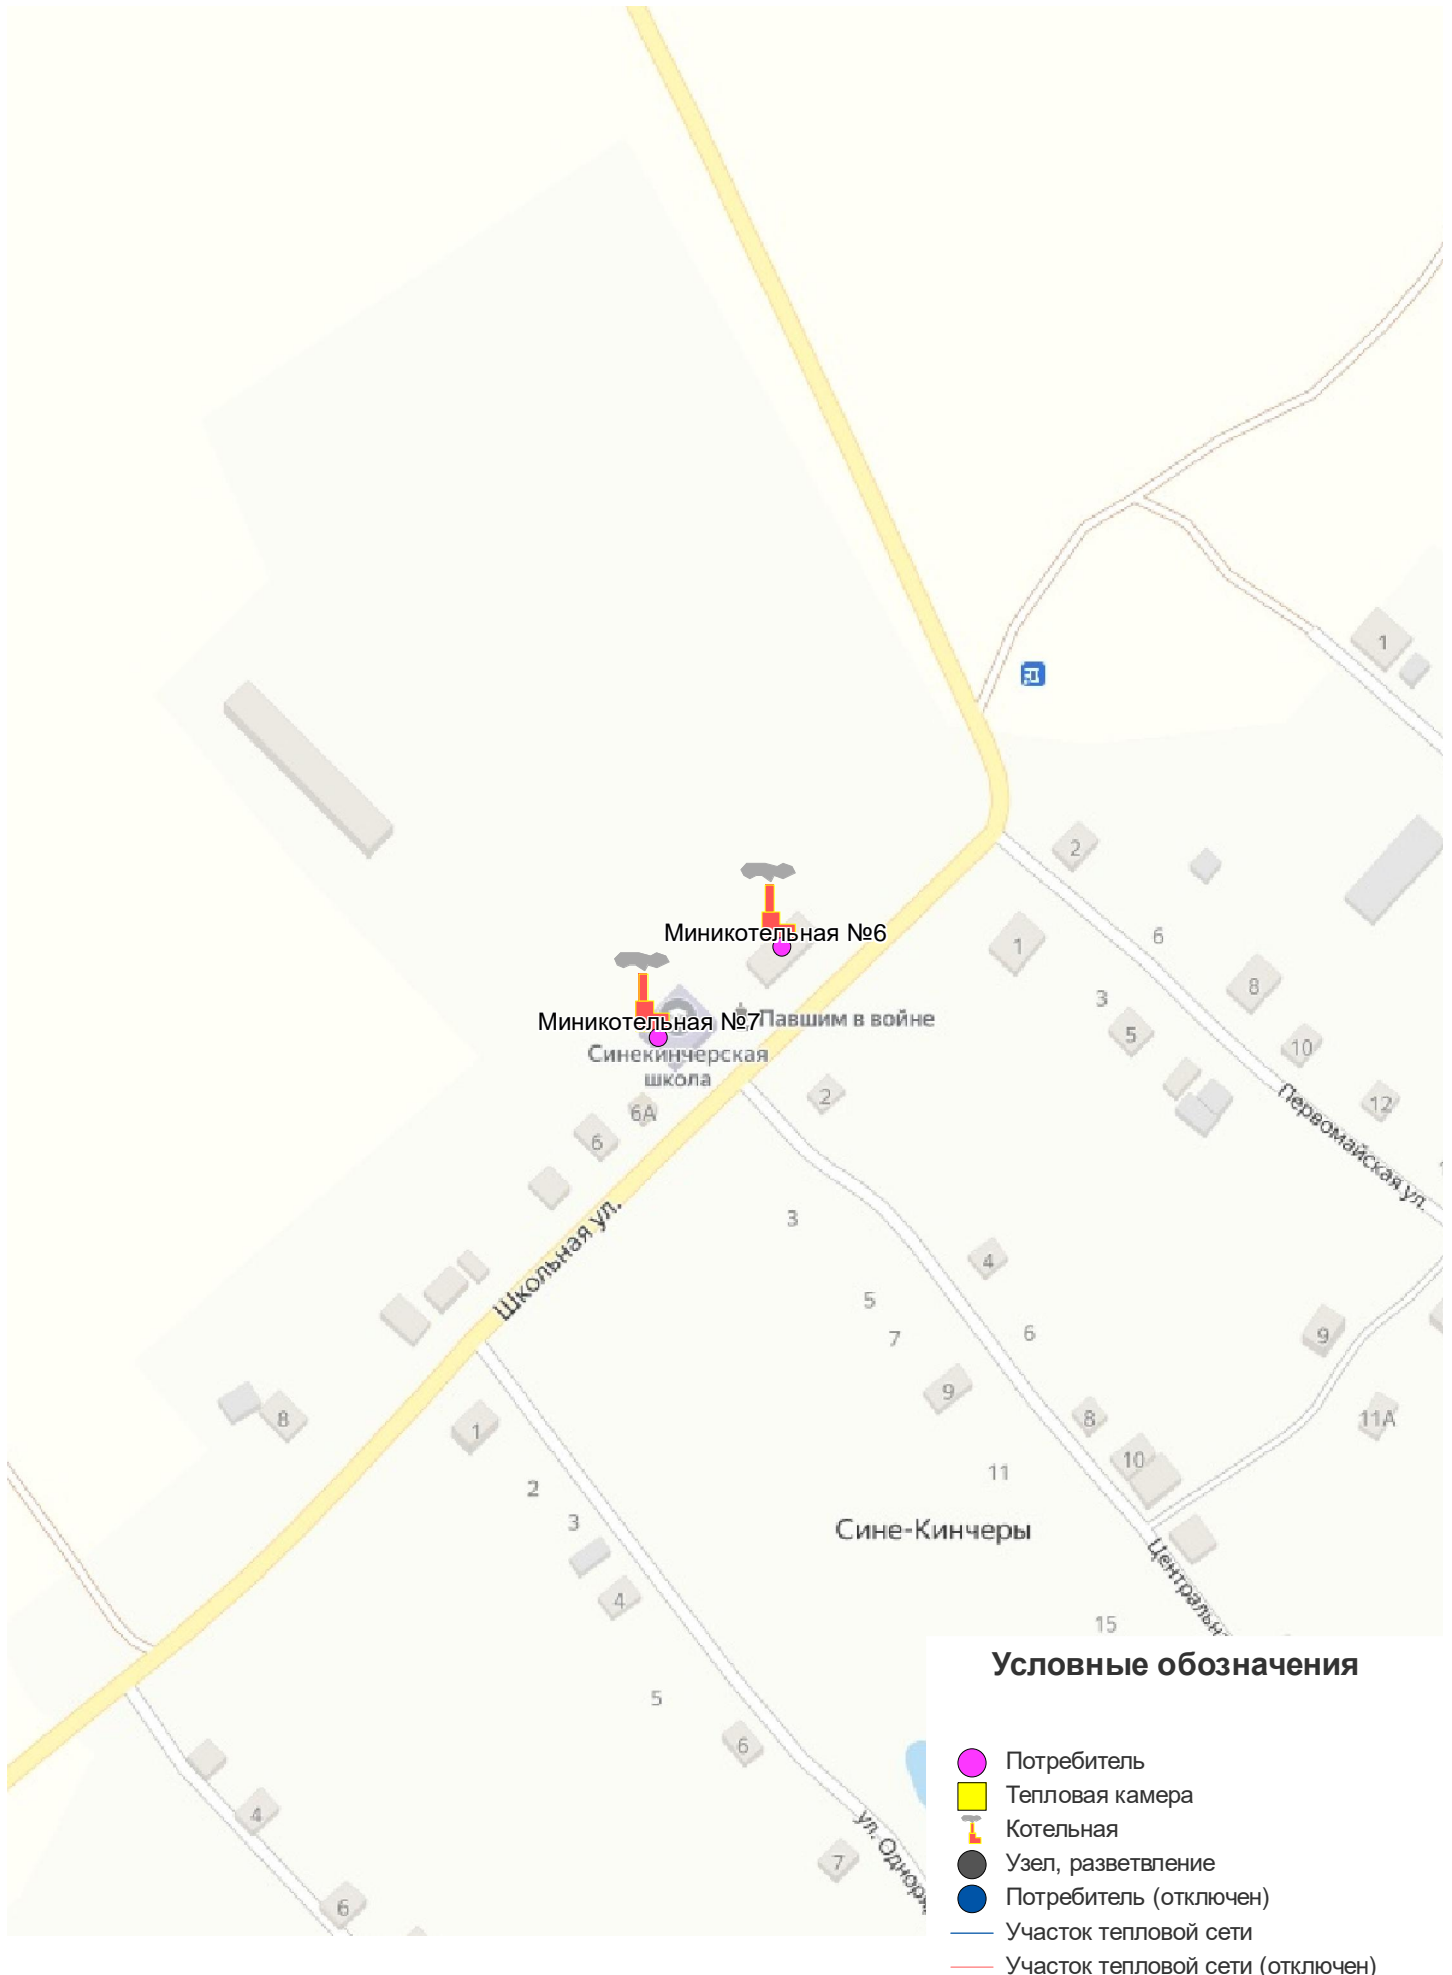 1
2
Миникотельная №6
1
6
8
3
5
Миникотельная №7
Павшим в войне
Синекинчерская
школа
10
12
6А
2
6
Первомайская ул.
3
Школьная ул.
4
5
7
6
9
9
8
8
1
11А
10
11
2
3
Сине-Кинчеры
4
15
5
6
4
7
6
Условные обозначения
Потребитель
Тепловая камера
Котельная
Узел, разветвление
Потребитель (отключен)
Участок тепловой сети
Участок тепловой сети (отключен)